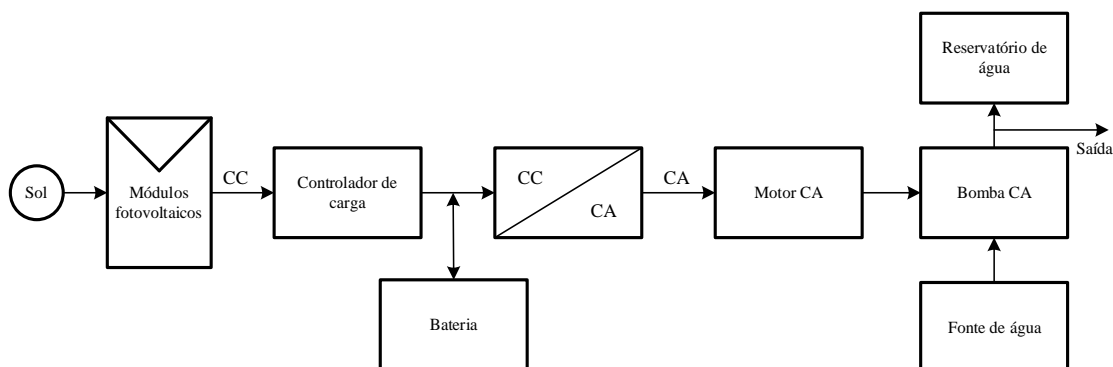 Sol
Módulos
fotovoltaicos
CC
Controlador de
carga
Bateria
CC
CA
CA
Motor CA
Bomba CA
Reservatório de
água
Saída
Fonte de água